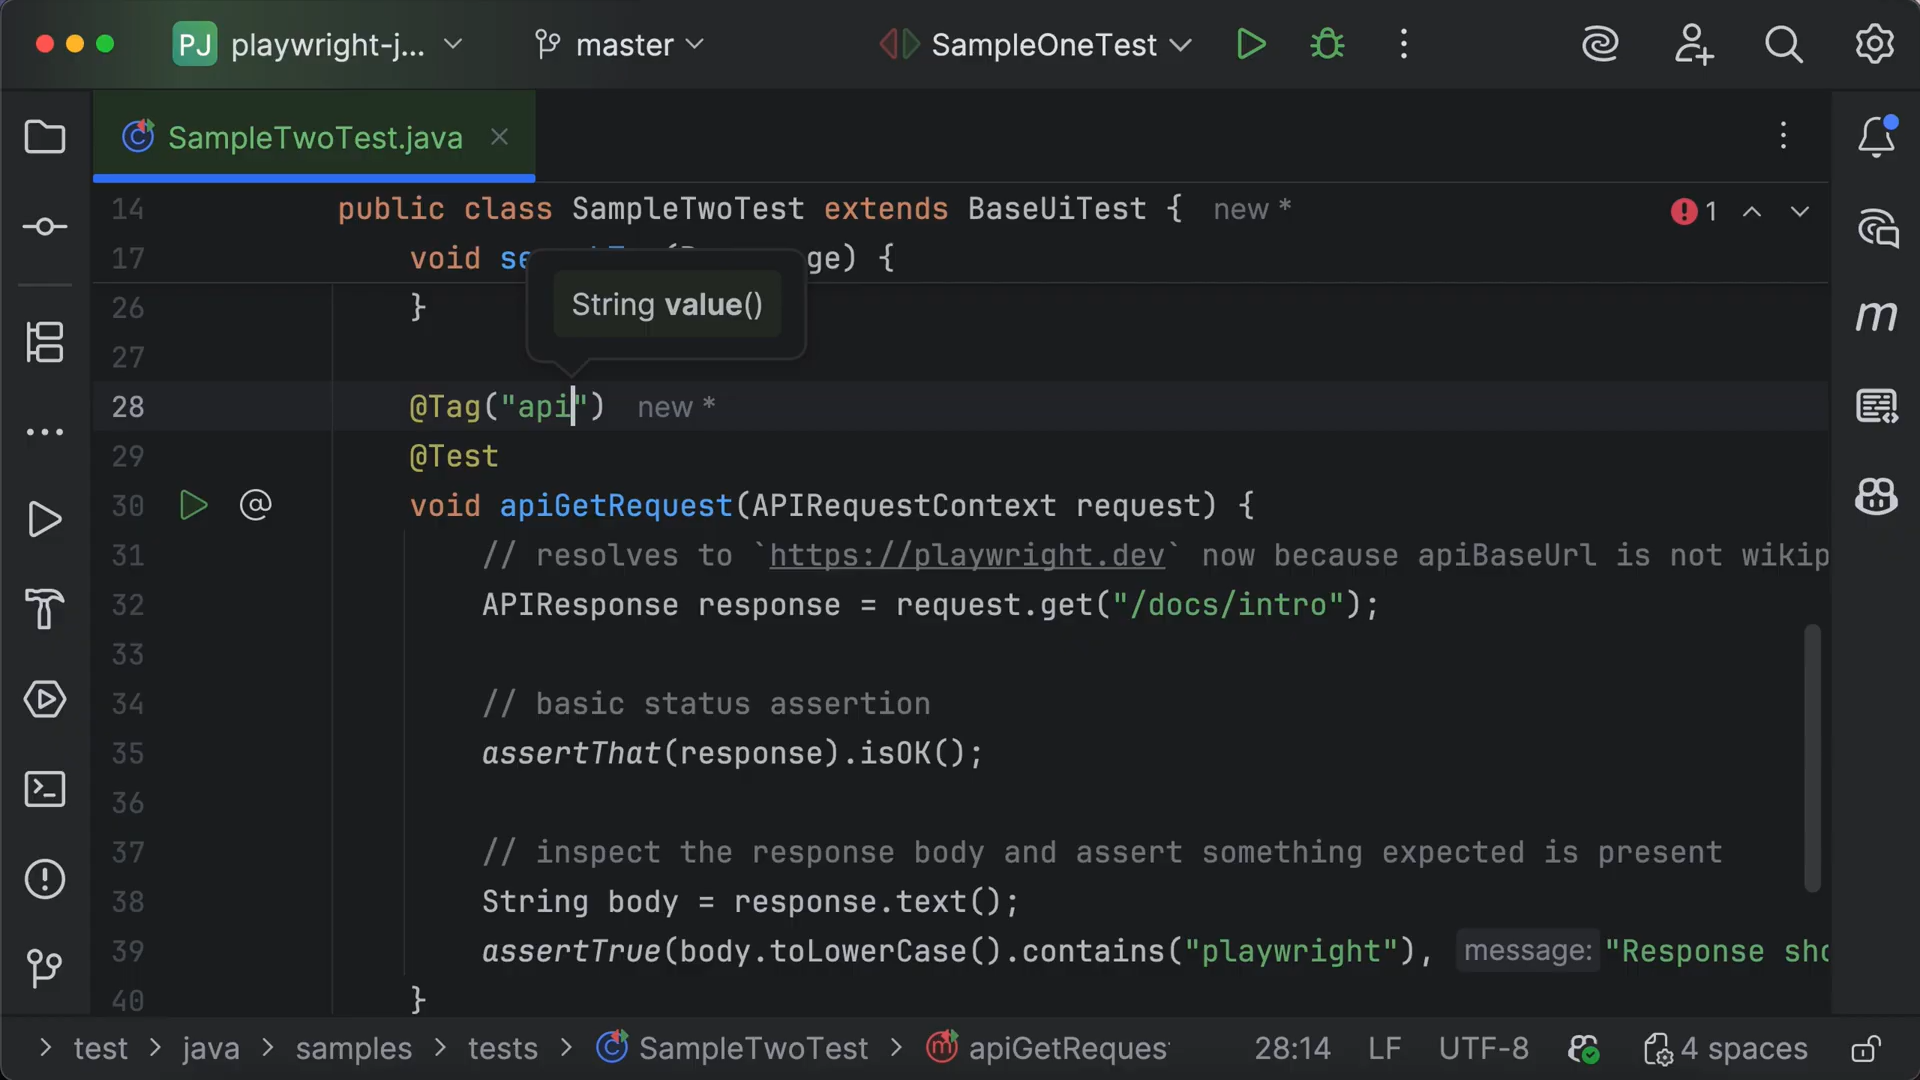 PJ playwright-j... master SampleOneTest
SampleTwoTest.java
14 public class SampleTwoTest extends BaseUiTest { new * 1
17 void se ge) {
String value()
26 }
27
28 @Tag("api") new *
29 @Test
30 @ void apiGetRequest(APIRequestContext request) {
31 // resolves to `https://playwright.dev` now because apiBaseUrl is not wikip
32 APIResponse response = request.get("/docs/intro");
33
34 // basic status assertion
35 assertThat(response).isOK();
36
37 // inspect the response body and assert something expected is present
38 String body = response.text();
39 assertTrue(body.toLowerCase().contains("playwright"), message: "Response sho
40 }
m
> test > java > samples > tests > SampleTwoTest > apiGetReques 28:14 LF UTF-8 4 spaces